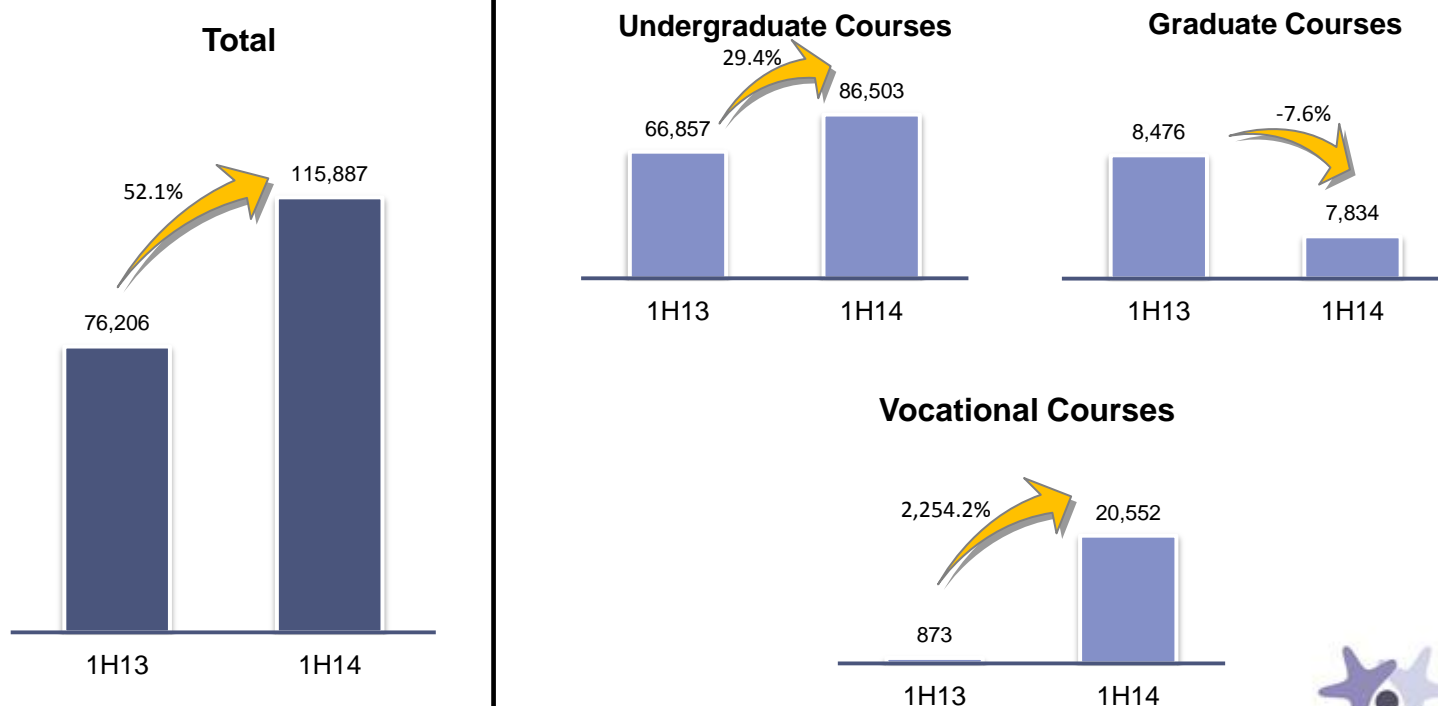 Total
52.1%
115,887
76,206
1H13 1H14
Undergraduate Courses
29.4%
86,503
66,857
1H13 1H14
Graduate Courses
-7.6%
8,476
7,834
1H13 1H14
Vocational Courses
2,254.2%
20,552
873
1H13 1H14